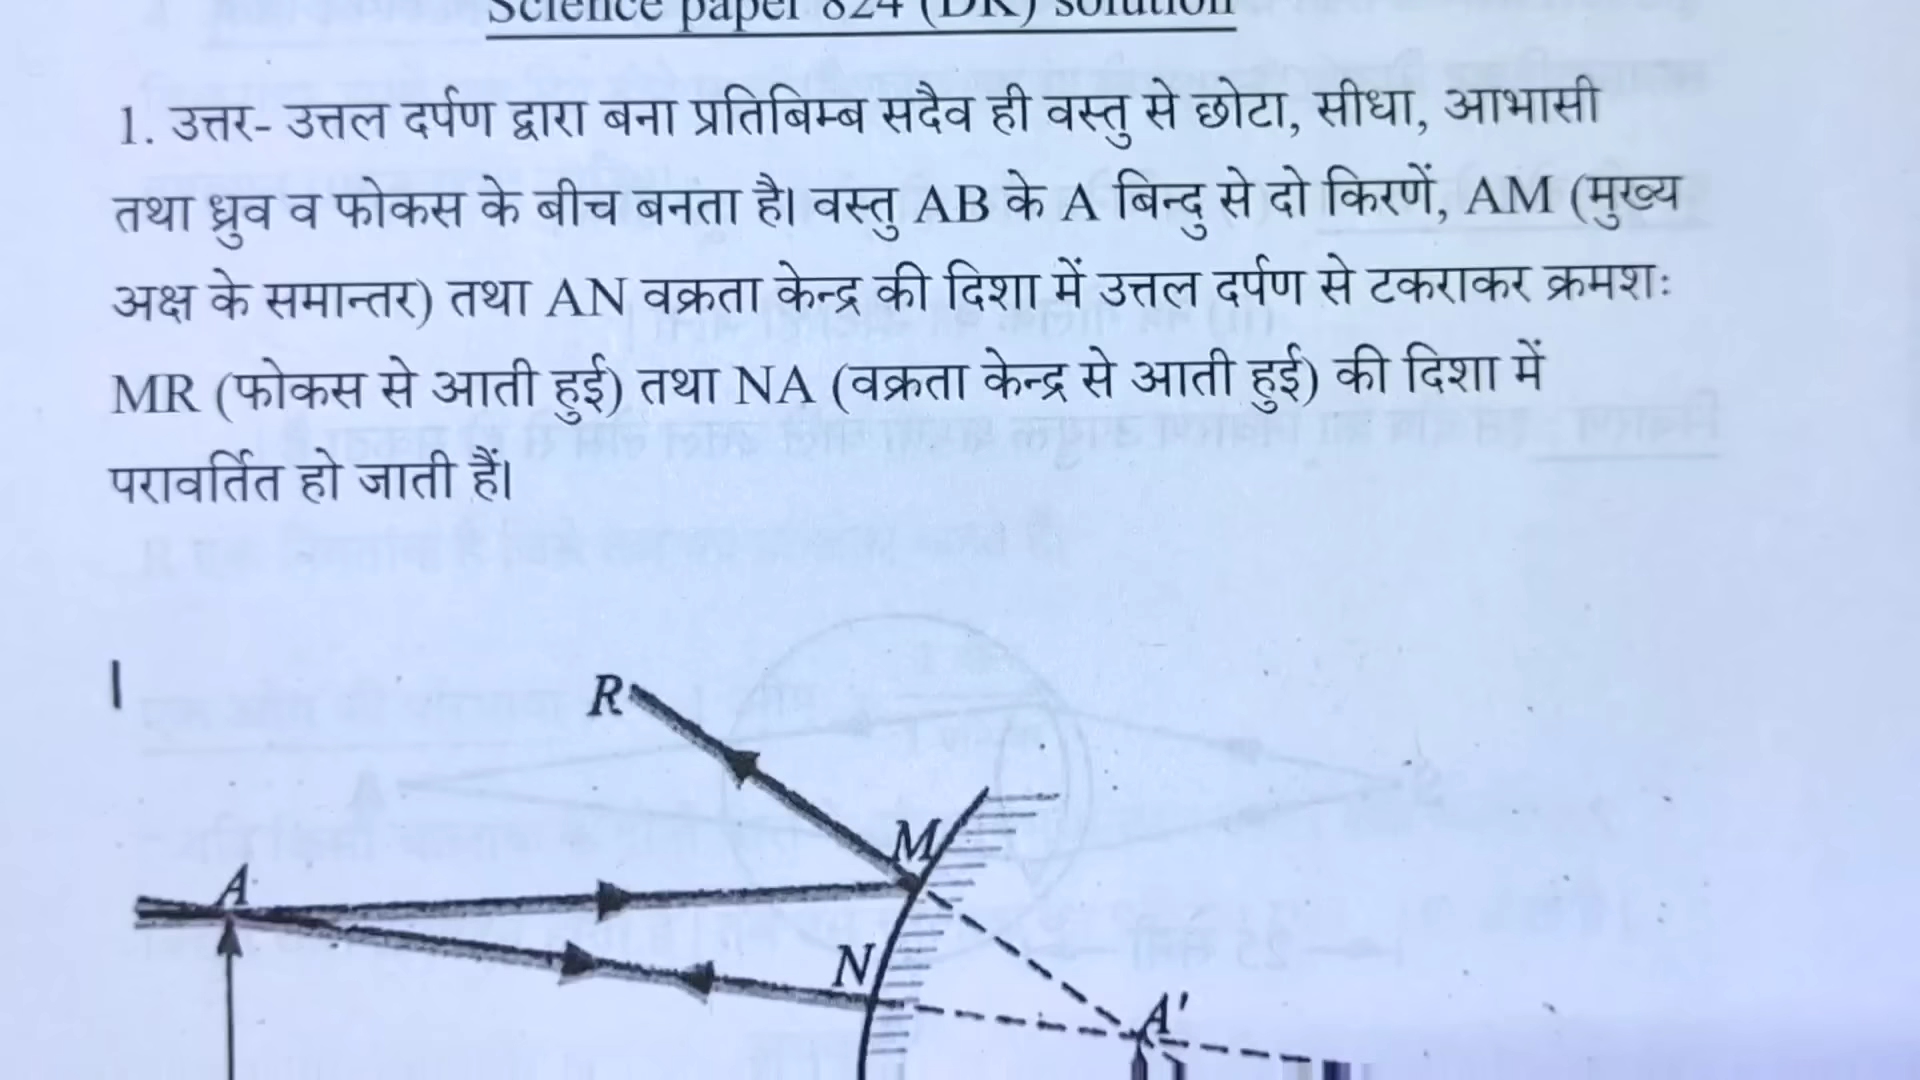 Science paper 824 (DK) solution
1. उत्तर- उत्तल दर्पण द्वारा बना प्रतिबिम्ब सदैव ही वस्तु से छोटा, सीधा, आभासी
तथा ध्रुव व फोकस के बीच बनता है। वस्तु AB के A बिन्दु से दो किरणें, AM (मुख्य
अक्ष के समान्तर) तथा AN वक्रता केन्द्र की दिशा में उत्तल दर्पण से टकराकर क्रमशः
MR (फोकस से आती हुई) तथा NA (वक्रता केन्द्र से आती हुई) की दिशा में
परावर्तित हो जाती हैं।
R
M
A
N
A'